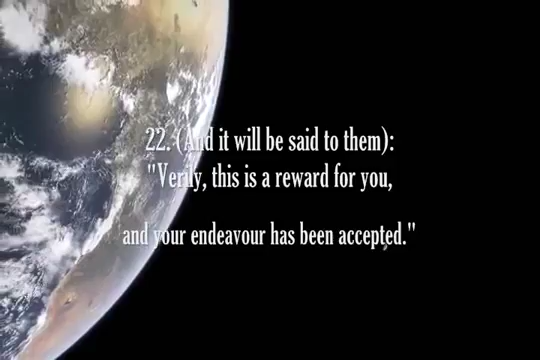 22. (And it will be said to them):
"Verily, this is a reward for you,
and your endeavour has been accepted."